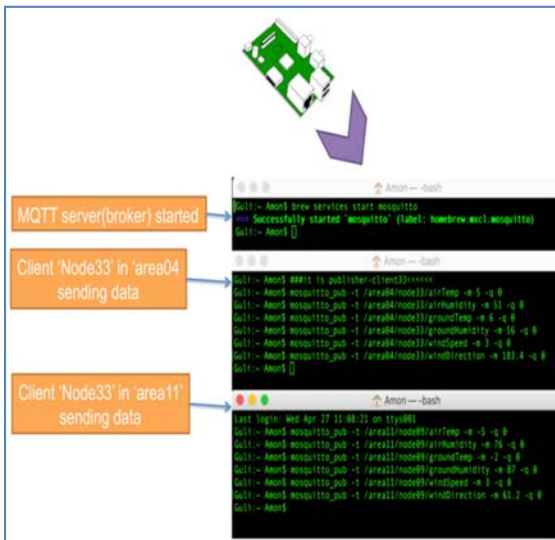 Amon — -bash
MQTT server(broker) started
Guli:~ Amon$ brew services start mosquitto
==> Successfully started `mosquitto` (label: homebrew.mxcl.mosquitto)
Guli:~ Amon$
Client 'Node33' in 'area04
sending data
Amon — -bash
Guli:~ Amon$ ###it is publisher-client33<<<<<<
Guli:~ Amon$ mosquitto_pub -t /area04/node33/airTemp -m 5 -q 0
Guli:~ Amon$ mosquitto_pub -t /area04/node33/airHumidity -m 51 -q 0
Guli:~ Amon$ mosquitto_pub -t /area04/node33/groundTemp -m 6 -q 0
Guli:~ Amon$ mosquitto_pub -t /area04/node33/groundHumidity -m 56 -q 0
Guli:~ Amon$ mosquitto_pub -t /area04/node33/windSpeed -m 3 -q 0
Guli:~ Amon$ mosquitto_pub -t /area04/node33/windDirection -m 103.4 -q 0
Guli:~ Amon$
Client 'Node33' in 'area11'
sending data
Amon — -bash
Last login: Wed Apr 27 11:08:21 on ttys001
Guli:~ Amon$ mosquitto_pub -t /area11/node09/airTemp -m -5 -q 0
Guli:~ Amon$ mosquitto_pub -t /area11/node09/airHumidity -m 76 -q 0
Guli:~ Amon$ mosquitto_pub -t /area11/node09/groundTemp -m -2 -q 0
Guli:~ Amon$ mosquitto_pub -t /area11/node09/groundHumidity -m 87 -q 0
Guli:~ Amon$ mosquitto_pub -t /area11/node09/windSpeed -m 3 -q 0
Guli:~ Amon$ mosquitto_pub -t /area11/node09/windDirection -m 61.2 -q 0
Guli:~ Amon$